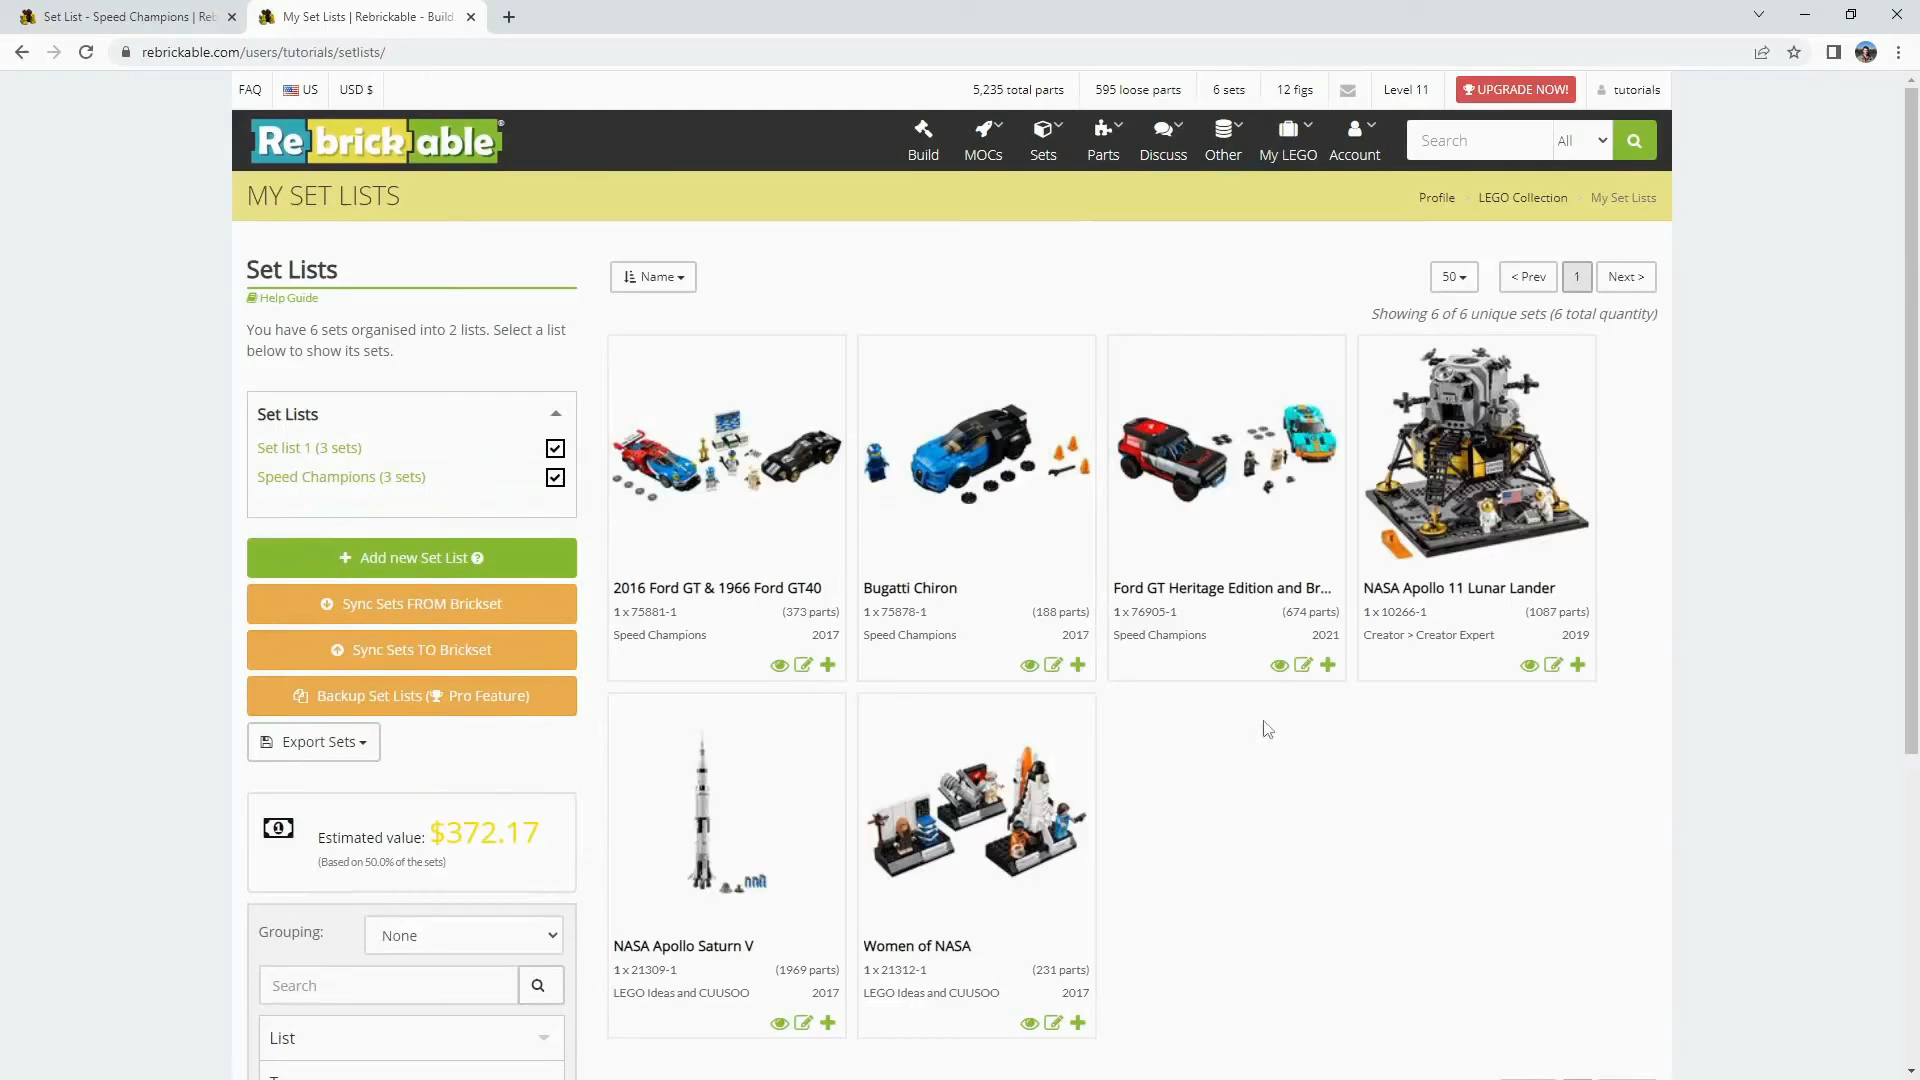 Set List - Speed Champions | Reb
My Set Lists | Rebrickable - Build
rebrickable.com/users/tutorials/setlists/
FAQ US USD $ 5,235 total parts 595 loose parts 6 sets 12 figs Level 11 UPGRADE NOW! tutorials
Rebrickable®
Build MOCs Sets Parts Discuss Other My LEGO Account Search All
MY SET LISTS
Profile LEGO Collection My Set Lists
Set Lists
Help Guide
You have 6 sets organised into 2 lists. Select a list
below to show its sets.
Set Lists
Set list 1 (3 sets)
Speed Champions (3 sets)
Add new Set List
Sync Sets FROM Brickset
Sync Sets TO Brickset
Backup Set Lists ( Pro Feature)
Export Sets
Estimated value: $372.17
(Based on 50.0% of the sets)
Grouping: None
Search
List
Name
50 < Prev 1 Next >
Showing 6 of 6 unique sets (6 total quantity)
2016 Ford GT & 1966 Ford GT40
1 x 75881-1 (373 parts)
Speed Champions 2017
Bugatti Chiron
1 x 75878-1 (188 parts)
Speed Champions 2017
Ford GT Heritage Edition and Br...
1 x 76905-1 (674 parts)
Speed Champions 2021
NASA Apollo 11 Lunar Lander
1 x 10266-1 (1087 parts)
Creator > Creator Expert 2019
NASA Apollo Saturn V
1 x 21309-1 (1969 parts)
LEGO Ideas and CUUSOO 2017
Women of NASA
1 x 21312-1 (231 parts)
LEGO Ideas and CUUSOO 2017